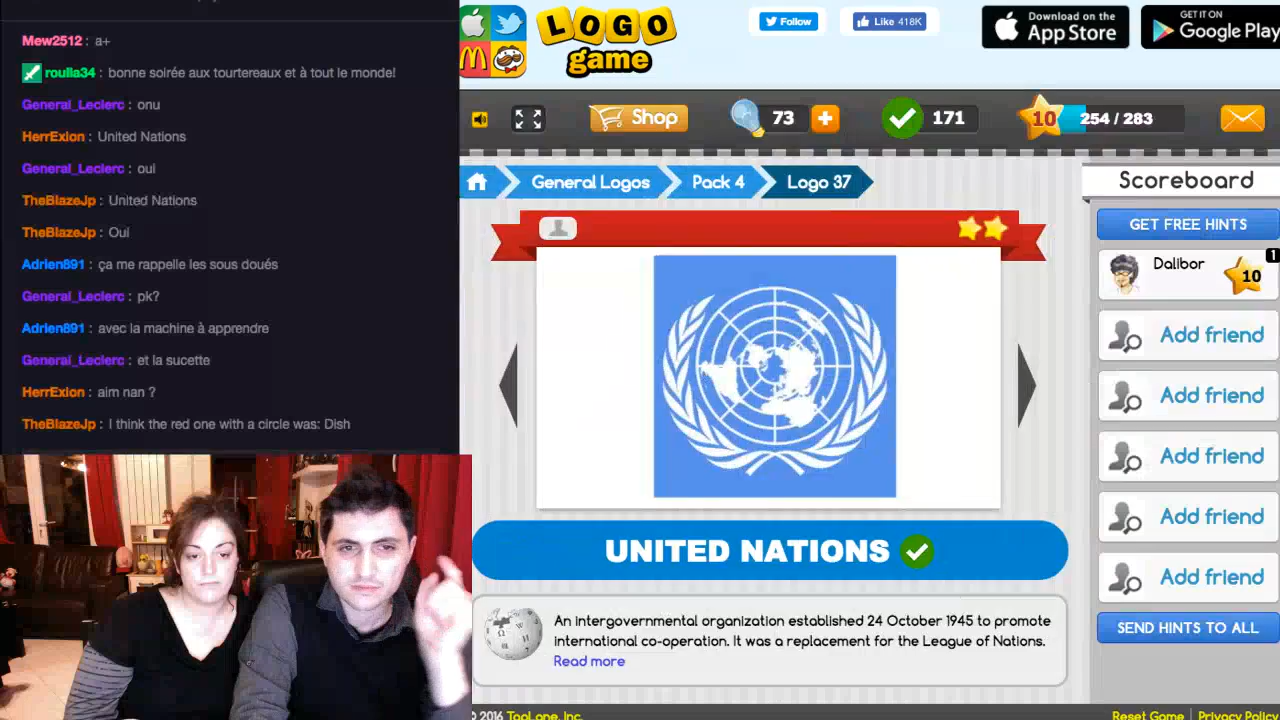 Mew2512 : a+
roulia34 : bonne soirée aux tourtereaux et à tout le monde!
General_Leclerc : onu
HerrExion : United Nations
General_Leclerc : oui
TheBlazeJp : United Nations
TheBlazeJp : Oui
Adrien891 : ça me rappelle les sous doués
General_Leclerc : pk?
Adrien891 : avec la machine à apprendre
General_Leclerc : et la sucette
HerrExion : aim nan ?
TheBlazeJp : I think the red one with a circle was: Dish
LOGO
game
Follow
Like 418K
Download on the
App Store
GET IT ON
Google Play
Shop
73
171
10
254 / 283
General Logos
Pack 4
Logo 37
UNITED NATIONS
An intergovernmental organization established 24 October 1945 to promote
international co-operation. It was a replacement for the League of Nations.
Read more
Scoreboard
GET FREE HINTS
1
Dalibor
10
Add friend
Add friend
Add friend
Add friend
Add friend
SEND HINTS TO ALL
© 2016 TooLane, Inc.
Reset Game | Privacy Policy